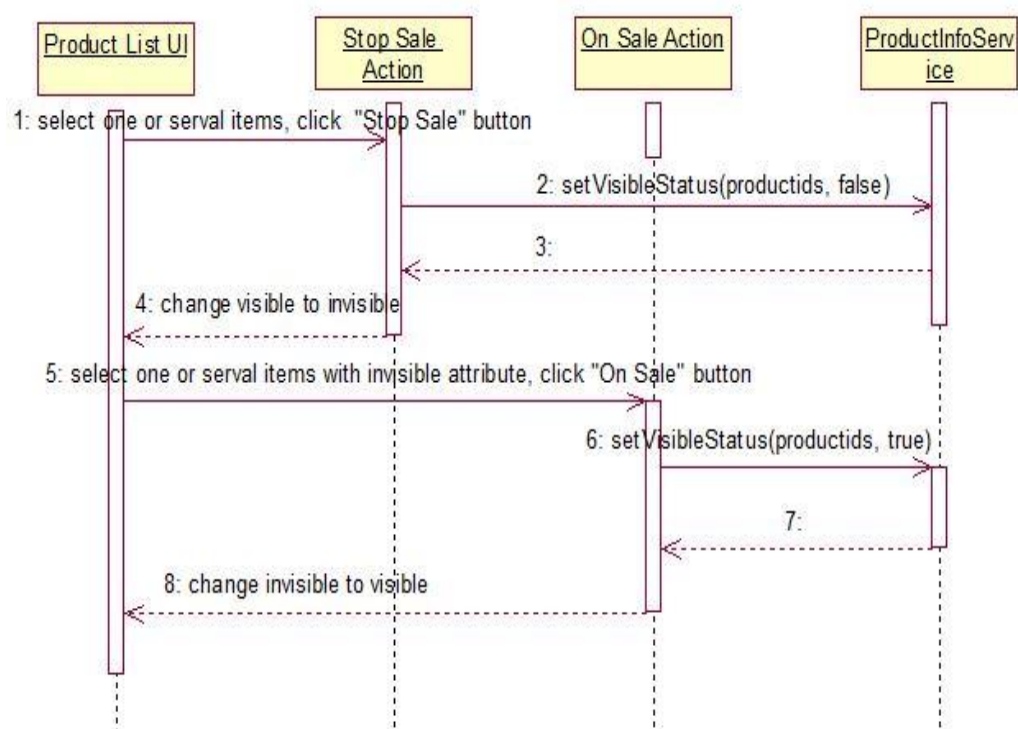 Product List UI
Stop Sale
Action
On Sale Action
ProductInfoServ
ice
1: select one or serval items, click "Stop Sale" button
2: setVisibleStatus(productids, false)
3:
4: change visible to invisible
5: select one or serval items with invisible attribute, click "On Sale" button
6: setVisibleStatus(productids, true)
7:
8: change invisible to visible